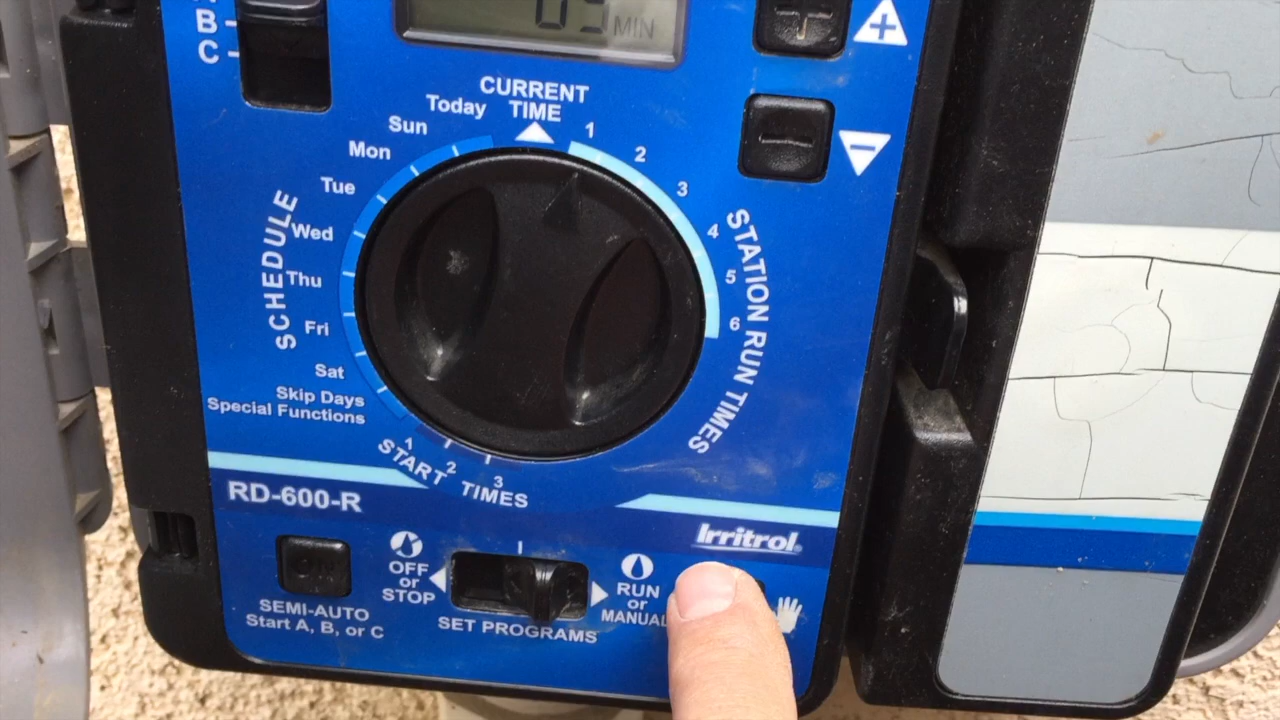 B
C
MIN
CURRENT
TIME
Today
Sun
Mon
Tue
Wed
Thu
Fri
Sat
Skip Days
Special Functions
SCHEDULE
1
2
3
4
5
6
STATION RUN TIMES
1
2
3
START TIMES
RD-600-R
Irritrol
ON
SEMI-AUTO
Start A, B, or C
OFF
or
STOP
SET PROGRAMS
RUN
or
MANUAL